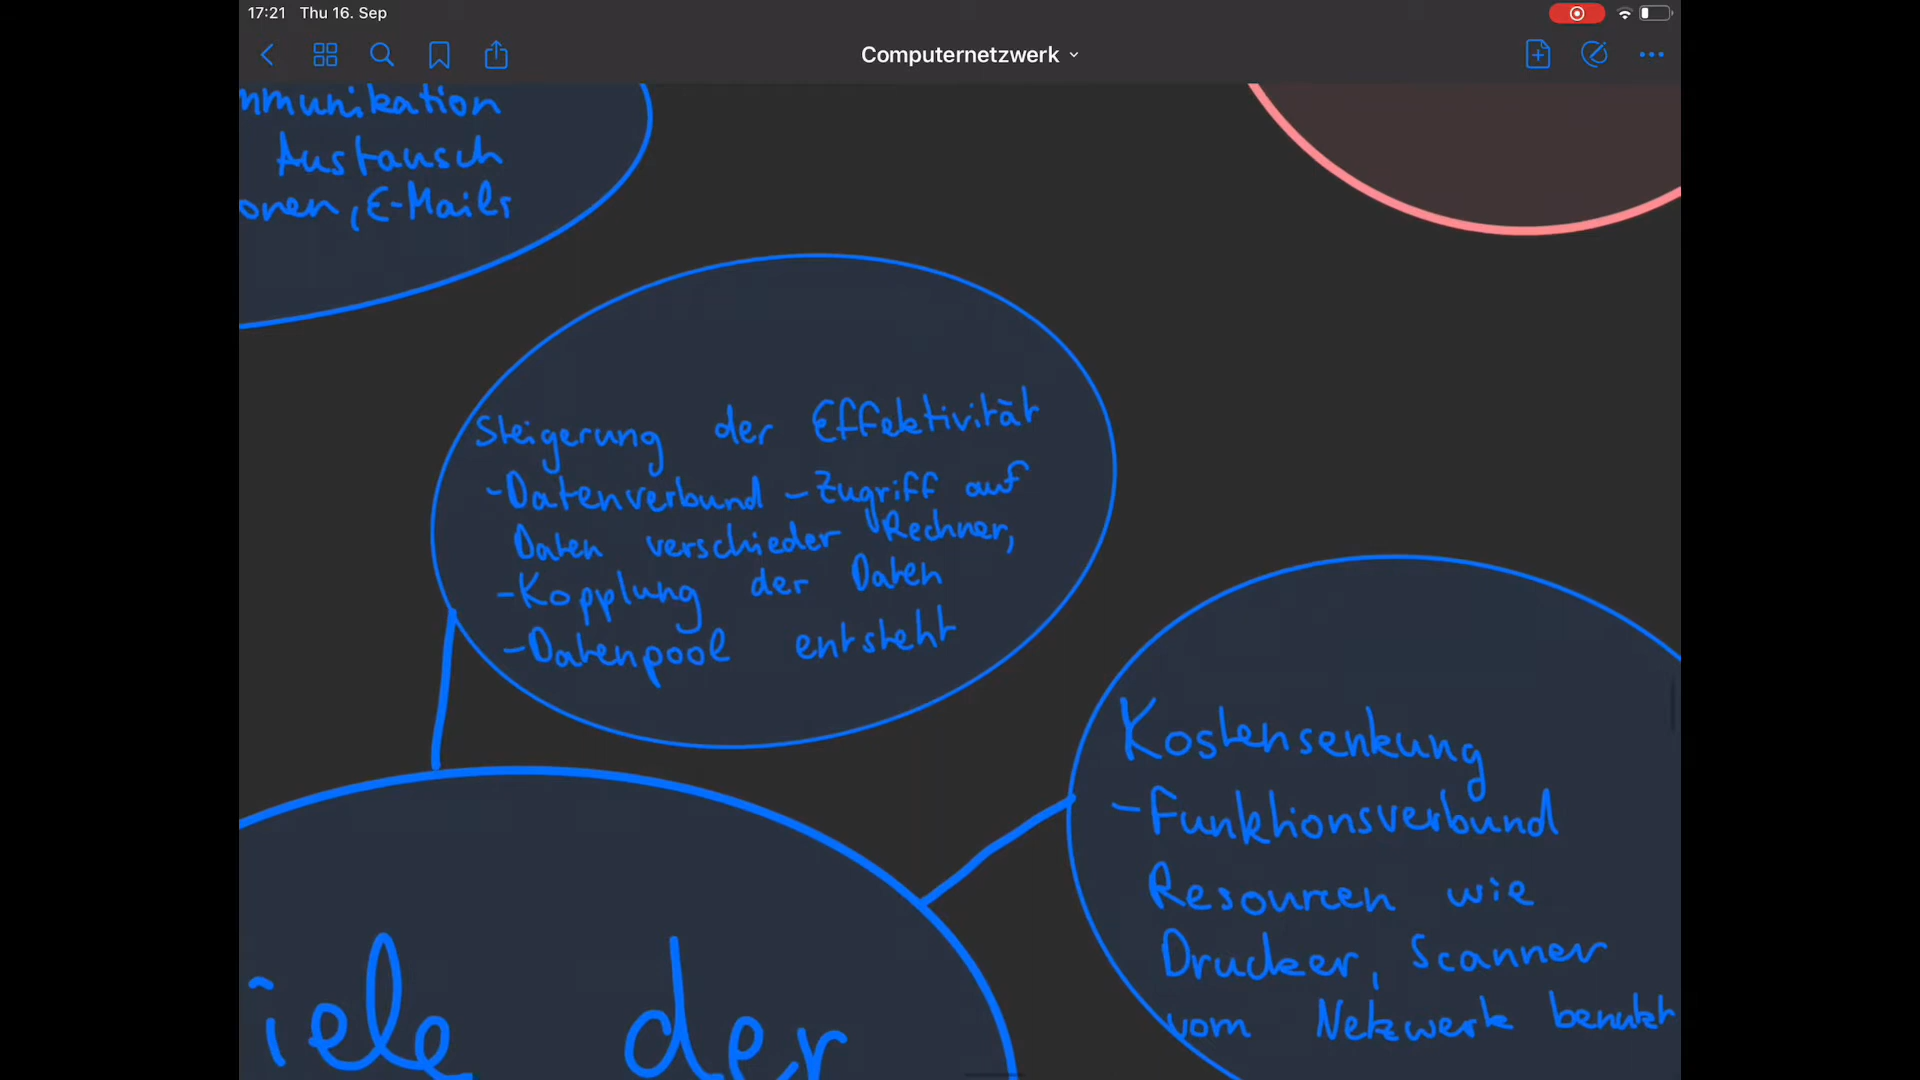 17:21 Thu 16. Sep
Computernetzwerk
mmunikation
Austausch
onen, E-Mails
Steigerung der Effektivität
- Datenverbund - Zugriff auf
Daten verschieder Rechner,
- Kopplung der Daten
- Datenpool entsteht
Kostensenkung
- Funktionsverbund
Resourcen wie
Drucker, Scanner
vom Netzwerk benutzt
iele der